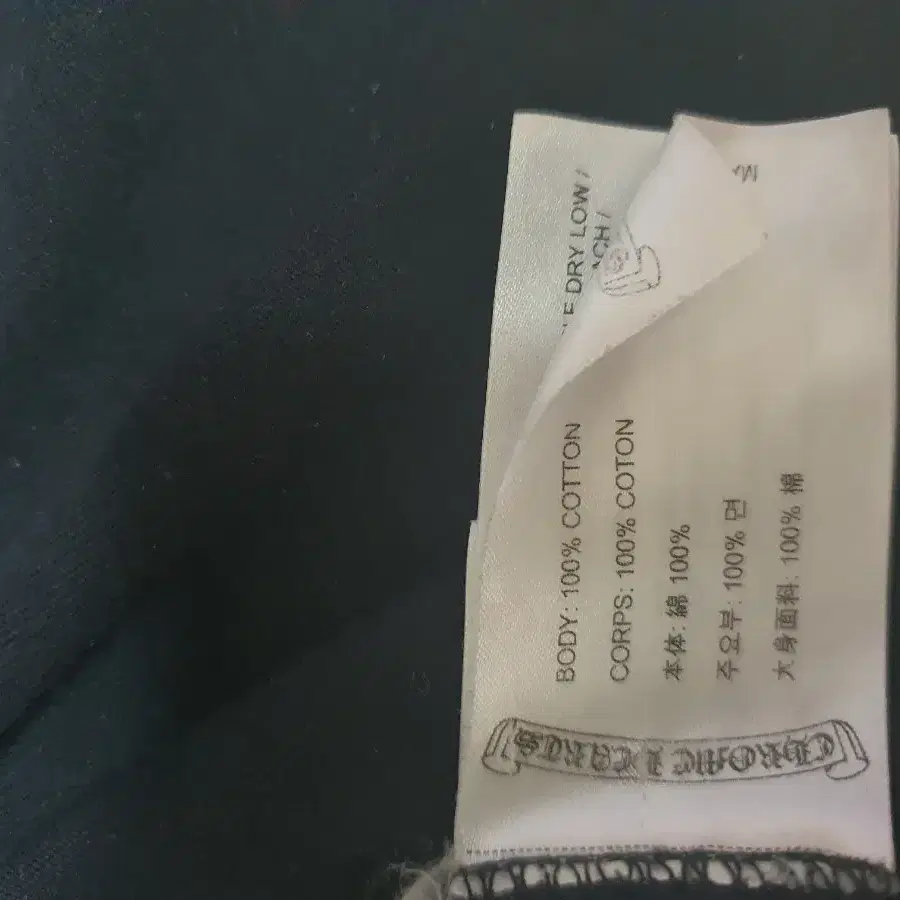 CHROME HEARTS
BODY: 100% COTTON
CORPS: 100% COTON
本体: 綿 100%
주요부: 100% 면
大身面料: 100% 棉
DRY LOW /